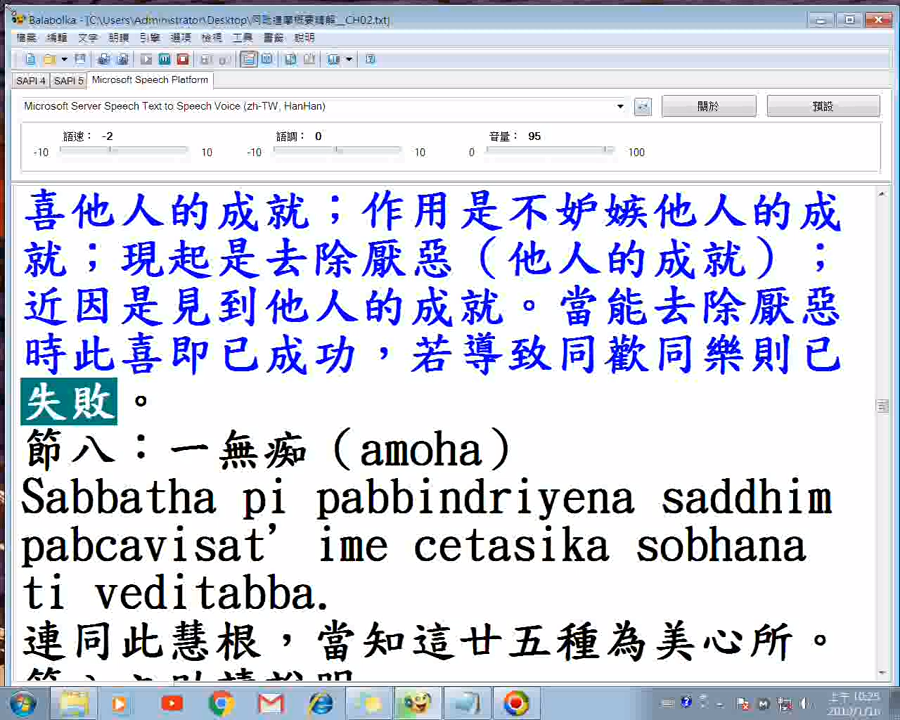 Balabolka - [C:\Users\Administrator\Desktop\阿毗達摩概要精解__CH02.txt]
檔案 編輯 文字 朗讀 引擎 選項 檢視 工具 書籤 說明
SAPI 4 SAPI 5 Microsoft Speech Platform
Microsoft Server Speech Text to Speech Voice (zh-TW, HanHan) 關於 預設
語速： -2 語調： 0 音量： 95
-10 10 -10 10 0 100
喜他人的成就；作用是不妒嫉他人的成
就；現起是去除厭惡（他人的成就）；
近因是見到他人的成就。當能去除厭惡
時此喜即已成功，若導致同歡同樂則已
失敗。
節八：一無痴（amoha）
Sabbatha pi pabbindriyena saddhim
pabcavisat' ime cetasika sobhana
ti veditabba.
連同此慧根，當知這廿五種為美心所。
上午 10:25